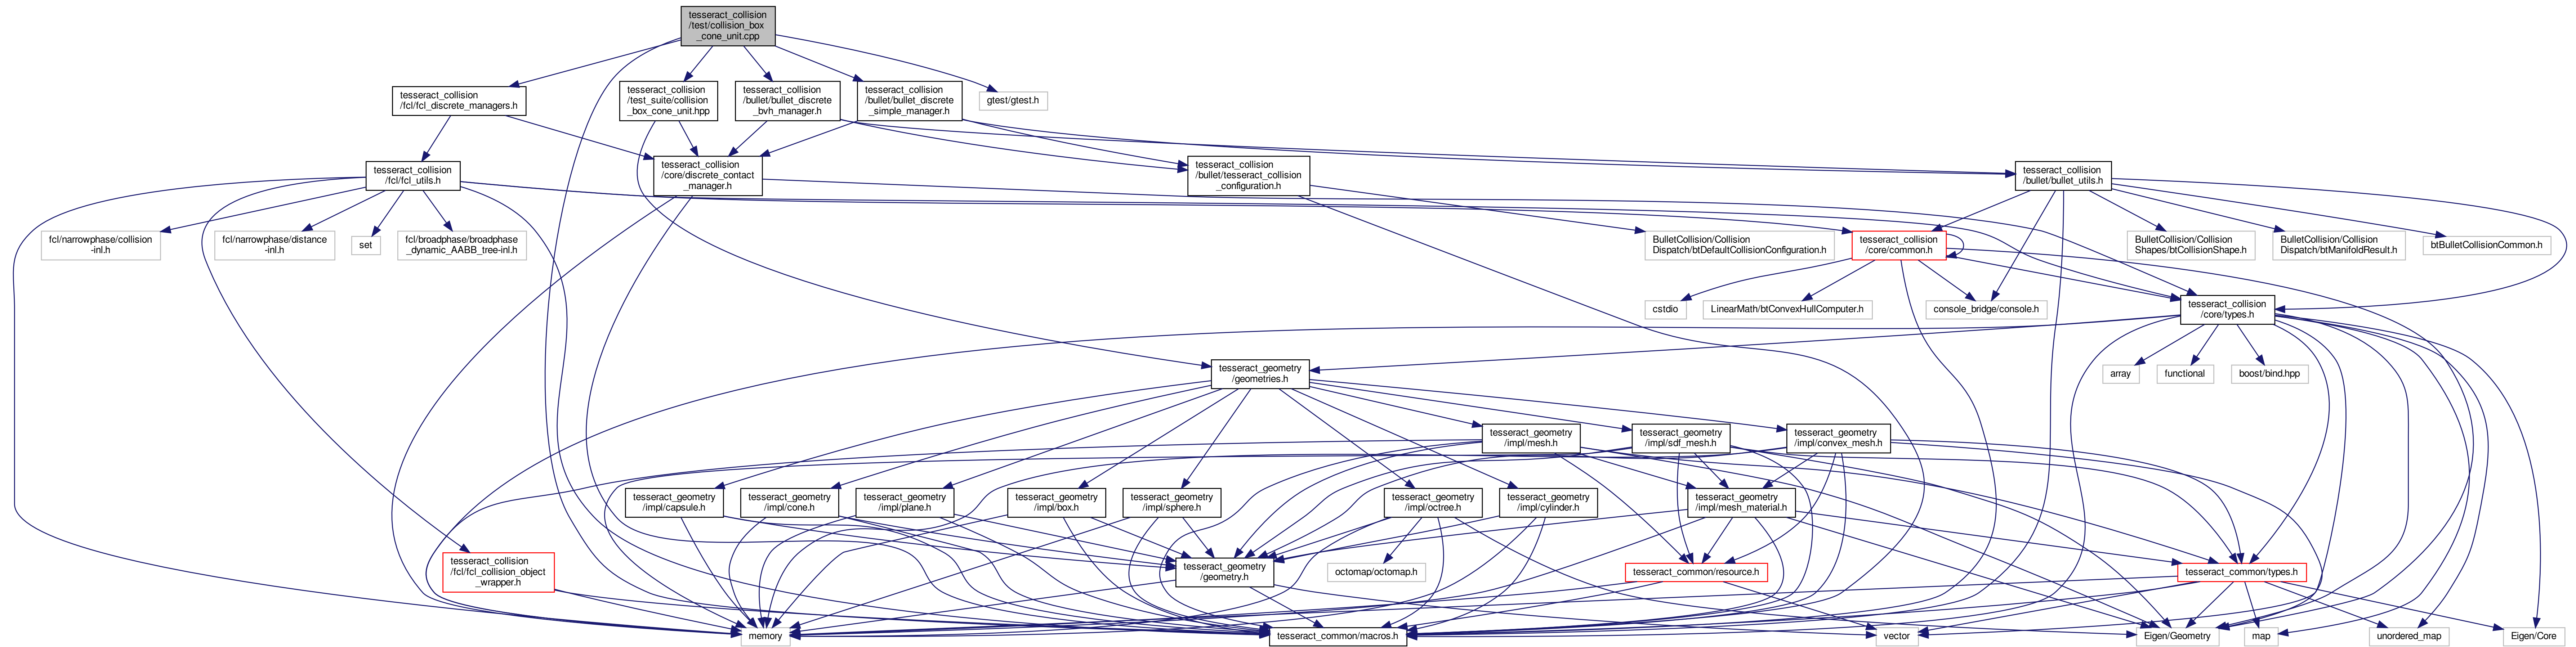 tesseract_collision
/test/collision_box
_cone_unit.cpp
tesseract_collision
/fcl/fcl_discrete_managers.h
tesseract_collision
/test_suite/collision
_box_cone_unit.hpp
tesseract_collision
/bullet/bullet_discrete
_bvh_manager.h
tesseract_collision
/bullet/bullet_discrete
_simple_manager.h
gtest/gtest.h
tesseract_collision
/fcl/fcl_utils.h
tesseract_collision
/core/discrete_contact
_manager.h
tesseract_collision
/bullet/tesseract_collision
_configuration.h
tesseract_collision
/bullet/bullet_utils.h
fcl/narrowphase/collision
-inl.h
fcl/narrowphase/distance
-inl.h
set
fcl/broadphase/broadphase
_dynamic_AABB_tree-inl.h
BulletCollision/Collision
Dispatch/btDefaultCollisionConfiguration.h
tesseract_collision
/core/common.h
BulletCollision/Collision
Shapes/btCollisionShape.h
BulletCollision/Collision
Dispatch/btManifoldResult.h
btBulletCollisionCommon.h
cstdio
LinearMath/btConvexHullComputer.h
console_bridge/console.h
tesseract_collision
/core/types.h
tesseract_geometry
/geometries.h
array
functional
boost/bind.hpp
tesseract_geometry
/impl/mesh.h
tesseract_geometry
/impl/sdf_mesh.h
tesseract_geometry
/impl/convex_mesh.h
tesseract_geometry
/impl/capsule.h
tesseract_geometry
/impl/cone.h
tesseract_geometry
/impl/plane.h
tesseract_geometry
/impl/box.h
tesseract_geometry
/impl/sphere.h
tesseract_geometry
/impl/octree.h
tesseract_geometry
/impl/cylinder.h
tesseract_geometry
/impl/mesh_material.h
tesseract_collision
/fcl/fcl_collision_object
_wrapper.h
tesseract_geometry
/geometry.h
octomap/octomap.h
tesseract_common/resource.h
tesseract_common/types.h
memory
tesseract_common/macros.h
vector
Eigen/Geometry
map
unordered_map
Eigen/Core